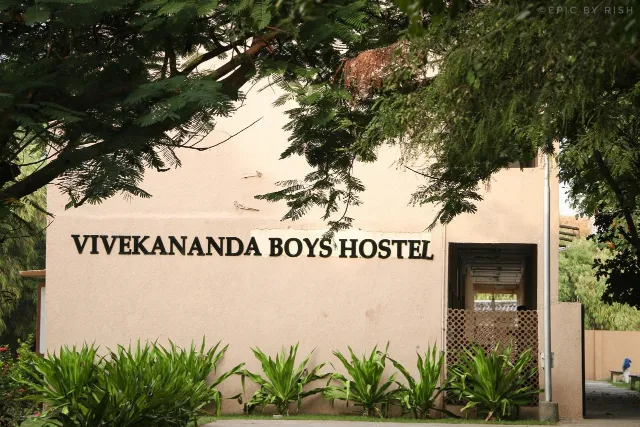 © EPIC BY RISH
VIVEKANANDA BOYS HOSTEL